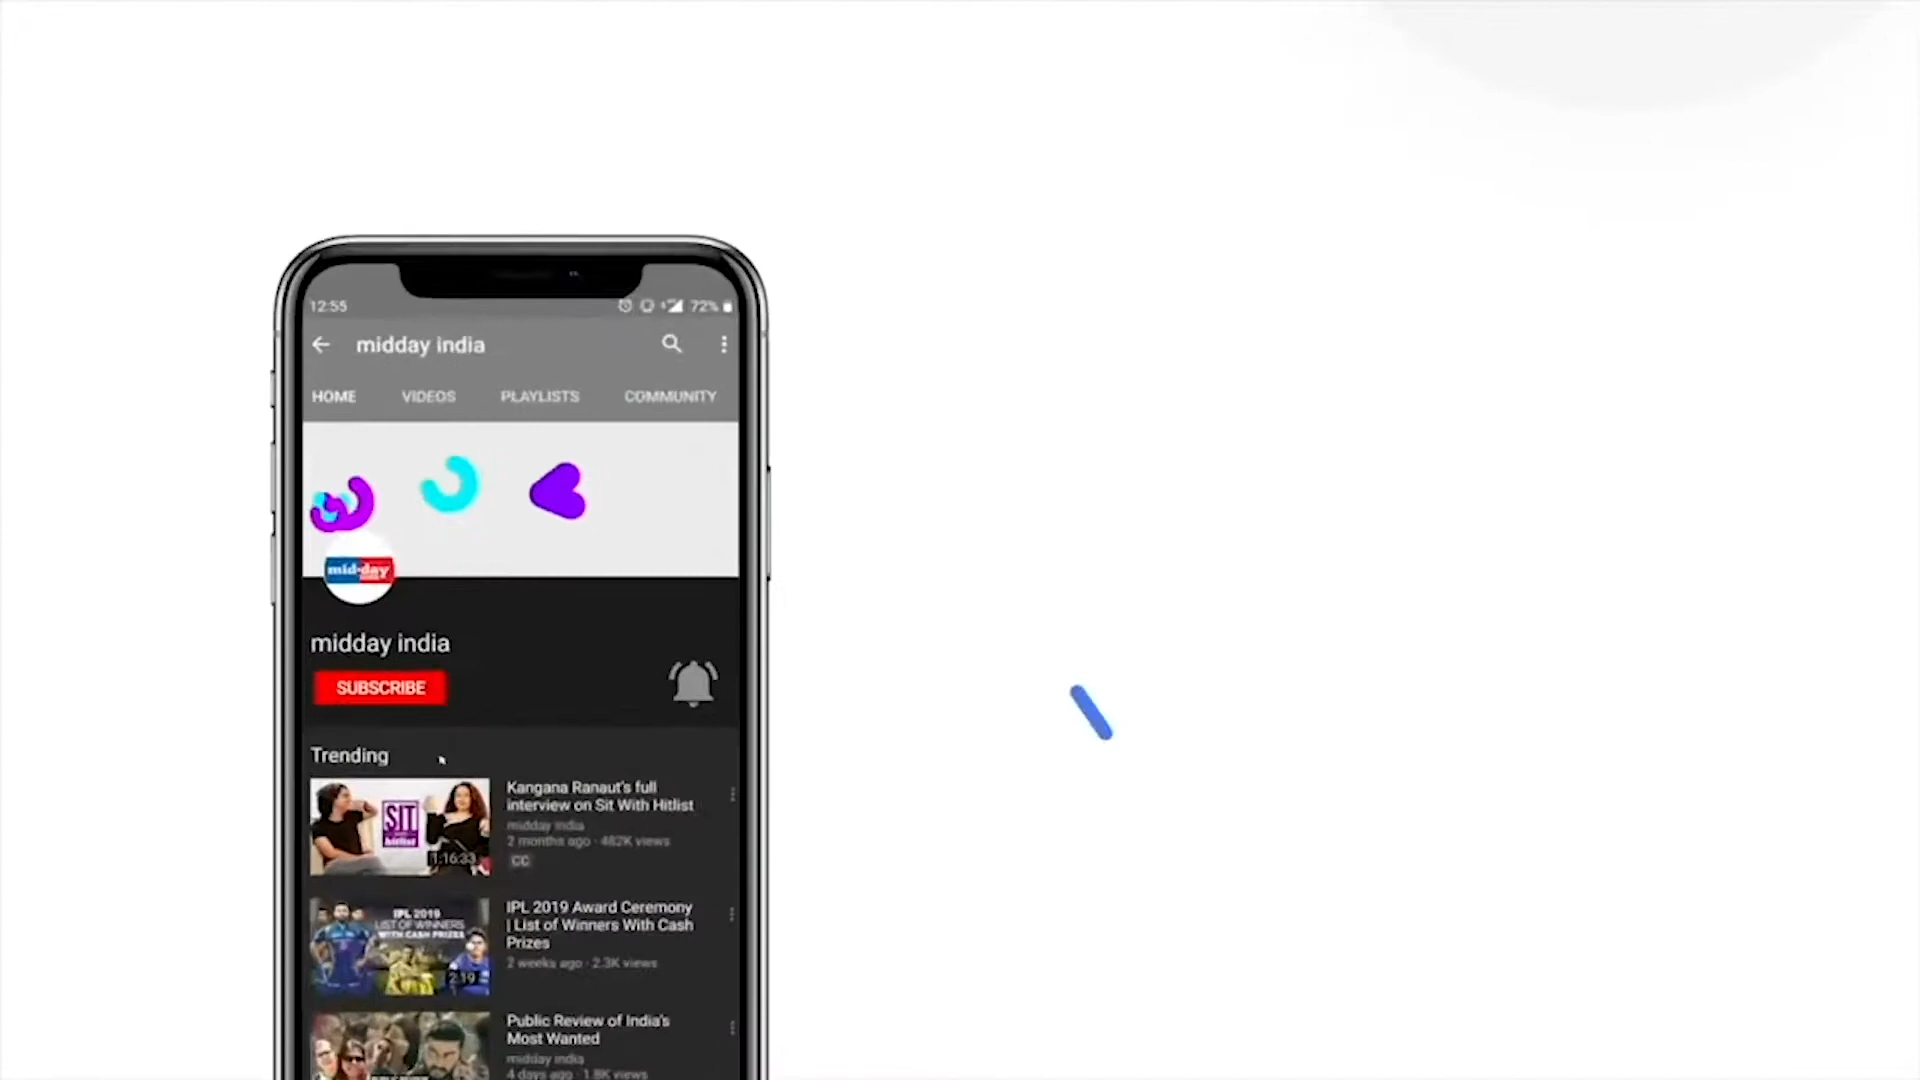 12:55
72%
midday india
HOME VIDEOS PLAYLISTS COMMUNITY
mid-day
midday india
SUBSCRIBE
Trending
Kangana Ranaut's full
interview on Sit With Hitlist
midday india
2 months ago · 482K views
CC
SIT
hitlist
1:16:33
IPL 2019 Award Ceremony
| List of Winners With Cash
Prizes
2 weeks ago · 2.3K views
IPL 2019
LIST OF WINNERS
WITH CASH PRIZES
2:19
Public Review of India's
Most Wanted
midday india
4 days ago · 1.8K views